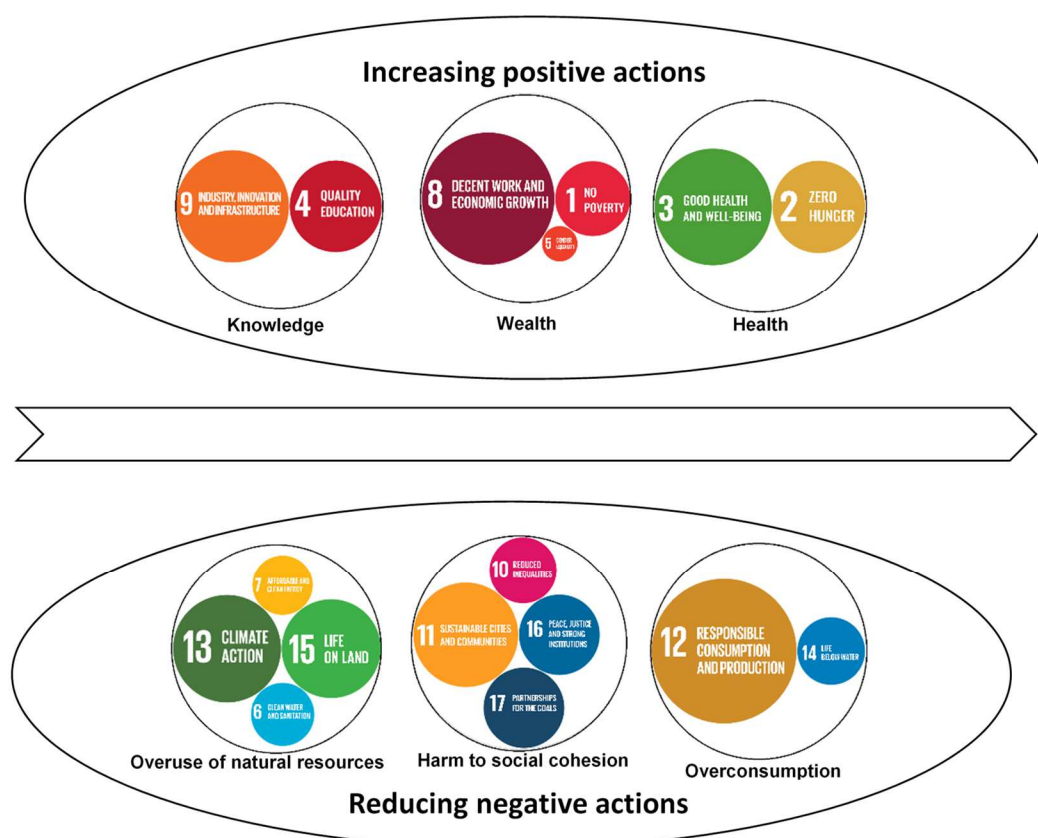 Increasing positive actions
9 INDUSTRY, INNOVATION
AND INFRASTRUCTURE
4 QUALITY
EDUCATION
Knowledge
8 DECENT WORK AND
ECONOMIC GROWTH
1 NO
POVERTY
5 GENDER
EQUALITY
Wealth
3 GOOD HEALTH
AND WELL-BEING
2 ZERO
HUNGER
Health
7 AFFORDABLE AND
CLEAN ENERGY
13 CLIMATE
ACTION
15 LIFE
ON LAND
6 CLEAN WATER
AND SANITATION
Overuse of natural resources
10 REDUCED
INEQUALITIES
11 SUSTAINABLE CITIES
AND COMMUNITIES
16 PEACE, JUSTICE
AND STRONG
INSTITUTIONS
17 PARTNERSHIPS
FOR THE GOALS
Harm to social cohesion
12 RESPONSIBLE
CONSUMPTION
AND PRODUCTION
14 LIFE
BELOW WATER
Overconsumption
Reducing negative actions